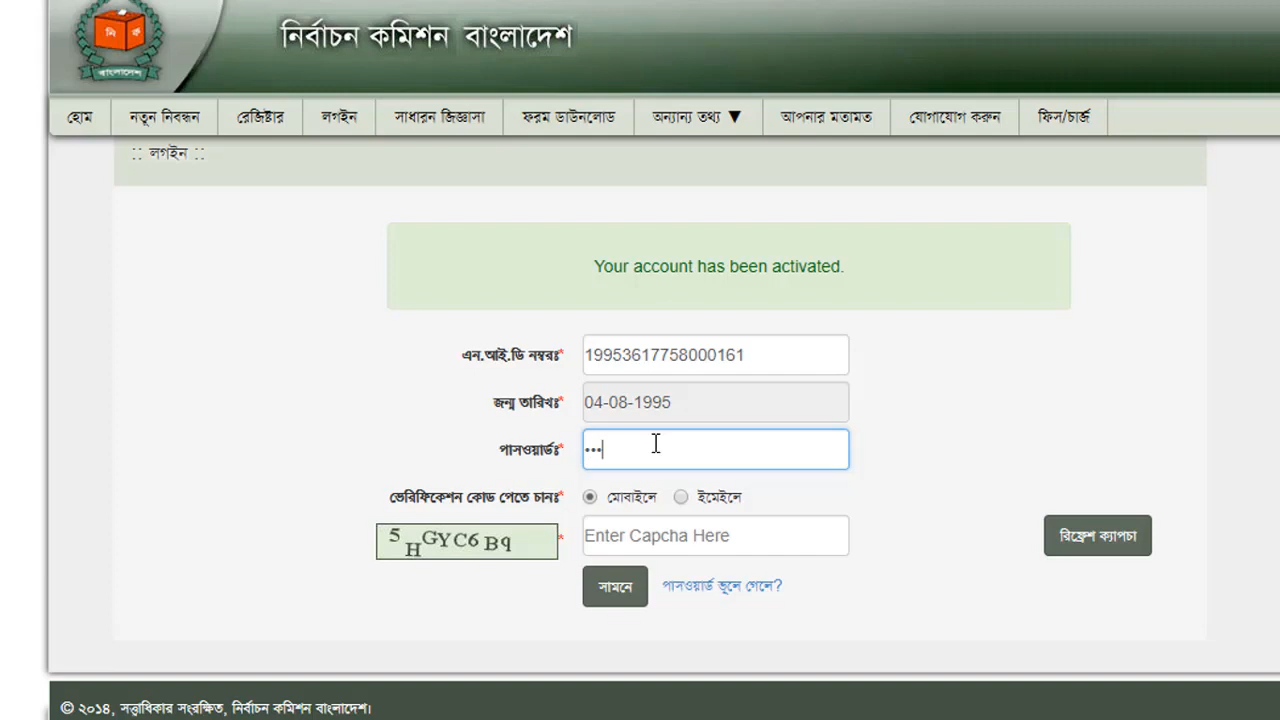 নির্বাচন কমিশন বাংলাদেশ
নি ক
বাংলাদেশ
হোম নতুন নিবন্ধন রেজিষ্টার লগইন সাধারন জিজ্ঞাসা ফরম ডাউনলোড অন্যান্য তথ্য ▼ আপনার মতামত যোগাযোগ করুন ফিস/চার্জ
:: লগইন ::
Your account has been activated.
এন.আই.ডি নম্বরঃ* 19953617758000161
জন্ম তারিখঃ* 04-08-1995
পাসওয়ার্ডঃ* •••
ভেরিফিকেশন কোড পেতে চানঃ* মোবাইলে ইমেইলে
5HGYC6Bq * Enter Capcha Here রিফ্রেশ ক্যাপচা
সামনে পাসওয়ার্ড ভূলে গেলে?
© ২০১৪, সত্ত্বাধিকার সংরক্ষিত, নির্বাচন কমিশন বাংলাদেশ।